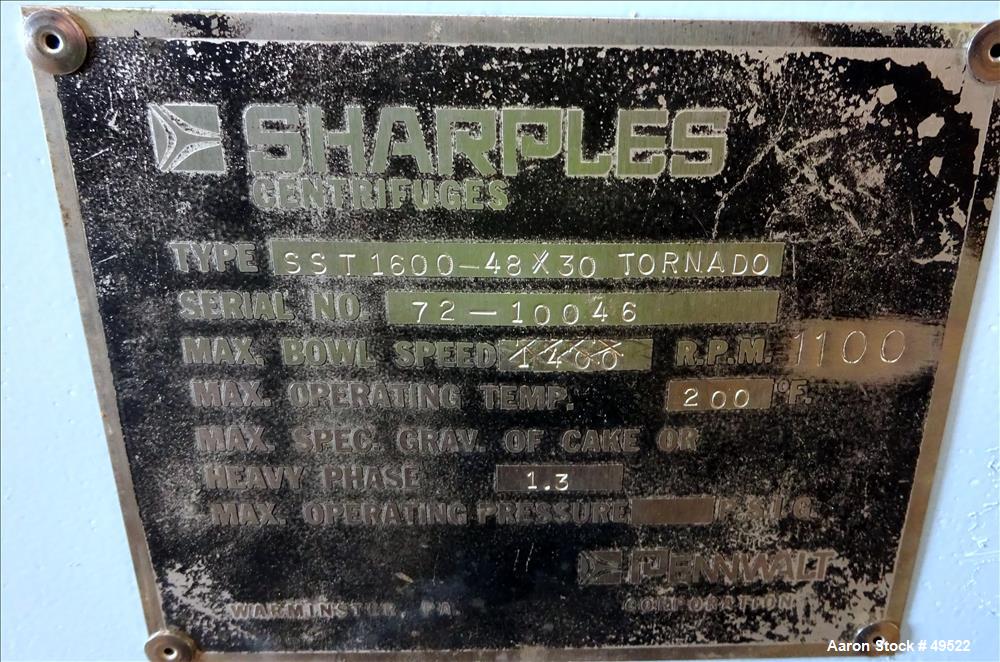 SHARPLES
CENTRIFUGES
TYPE SST1600-48X30 TORNADO
SERIAL NO. 72-10046
MAX. BOWL SPEED 1400 R.P.M. 1100
MAX. OPERATING TEMP. 200 °F.
MAX. SPEC. GRAV. OF CAKE OR
HEAVY PHASE 1.3
MAX. OPERATING PRESSURE P.S.I.G.
PENNWALT
WARMINSTER, PA. CORPORATION
Aaron Stock # 49522